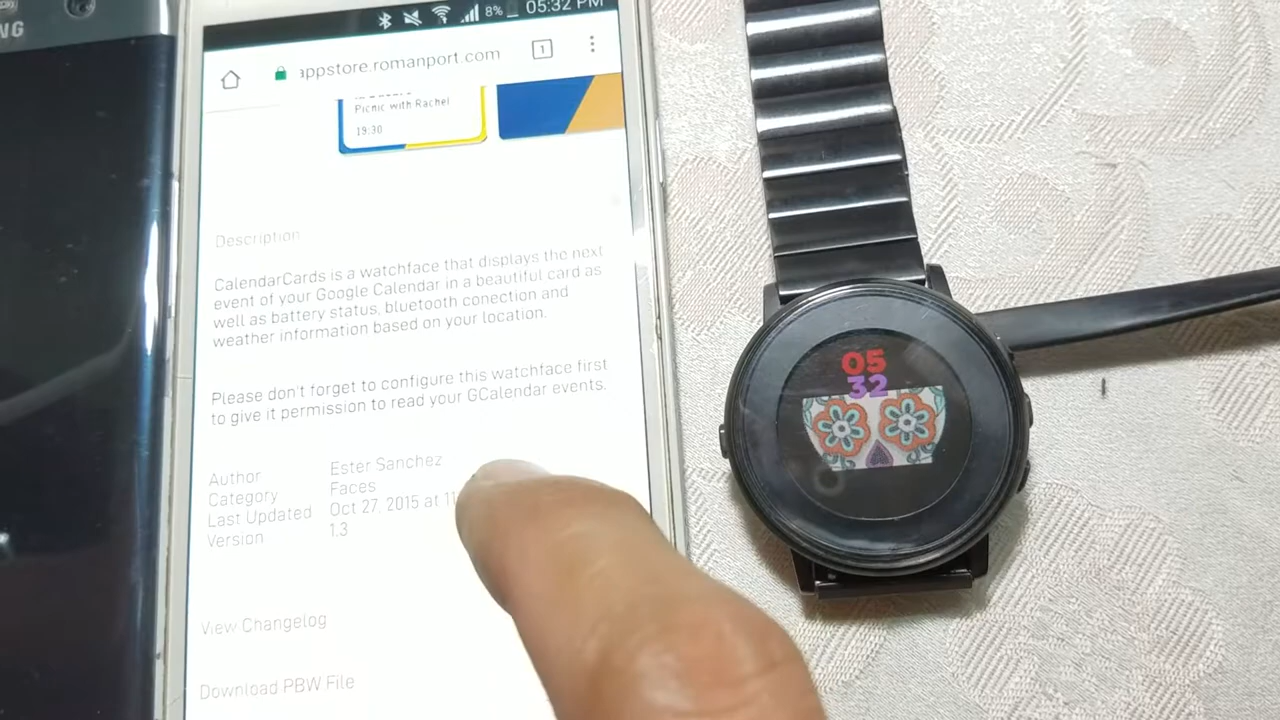 NG
8% 05:32 PM
appstore.romanport.com 1
Picnic with Rachel
19:30
Description
CalendarCards is a watchface that displays the next
event of your Google Calendar in a beautiful card as
well as battery status, bluetooth conection and
weather information based on your location.
Please don't forget to configure this watchface first
to give it permission to read your GCalendar events.
Author Ester Sanchez
Category Faces
Last Updated Oct 27, 2015 at 11
Version 1.3
View Changelog
Download PBW File
05
32